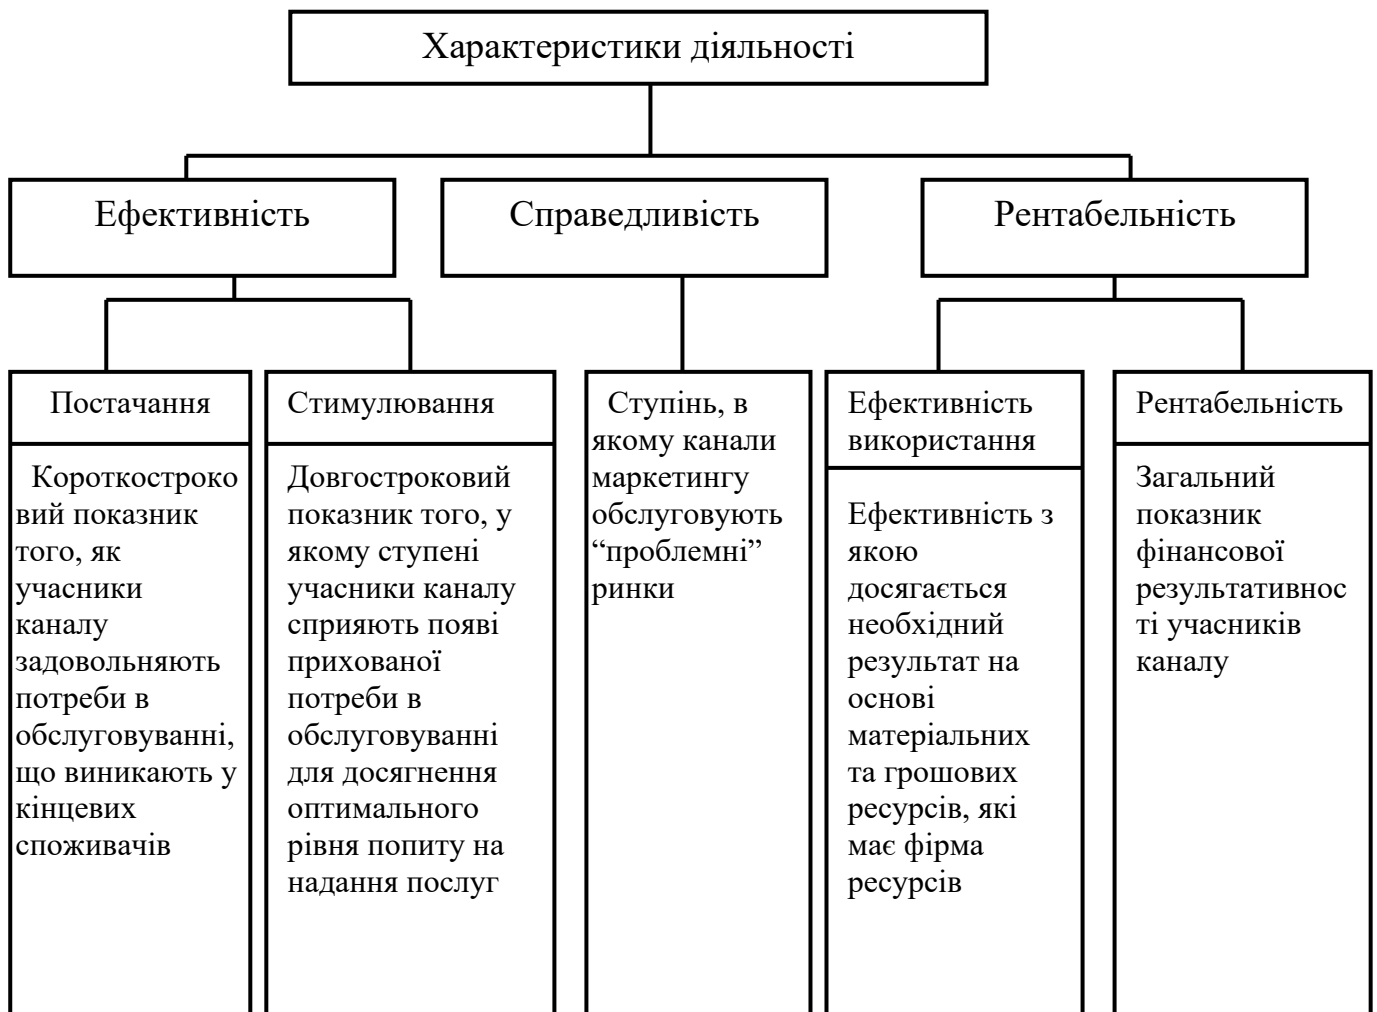 Характеристики діяльності
Ефективність
Справедливість
Рентабельність
Постачання
Короткостроко
вий показник
того, як
учасники
каналу
задовольняють
потреби в
обслуговуванні,
що виникають у
кінцевих
споживачів
Стимулювання
Довгостроковий
показник того, у
якому ступені
учасники каналу
сприяють появі
прихованої
потреби в
обслуговуванні
для досягнення
оптимального
рівня попиту на
надання послуг
Ступінь, в
якому канали
маркетингу
обслуговують
“проблемні”
ринки
Ефективність
використання
Ефективність з
якою
досягається
необхідний
результат на
основі
матеріальних
та грошових
ресурсів, які
має фірма
ресурсів
Рентабельність
Загальний
показник
фінансової
результативнос
ті учасників
каналу